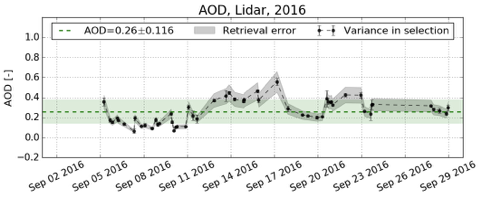 AOD, Lidar, 2016
AOD=0.26±0.116 Retrieval error Variance in selection
AOD [-]
1.0
0.8
0.6
0.4
0.2
0.0
−0.2
Sep 02 2016 Sep 05 2016 Sep 08 2016 Sep 11 2016 Sep 14 2016 Sep 17 2016 Sep 20 2016 Sep 23 2016 Sep 26 2016 Sep 29 2016